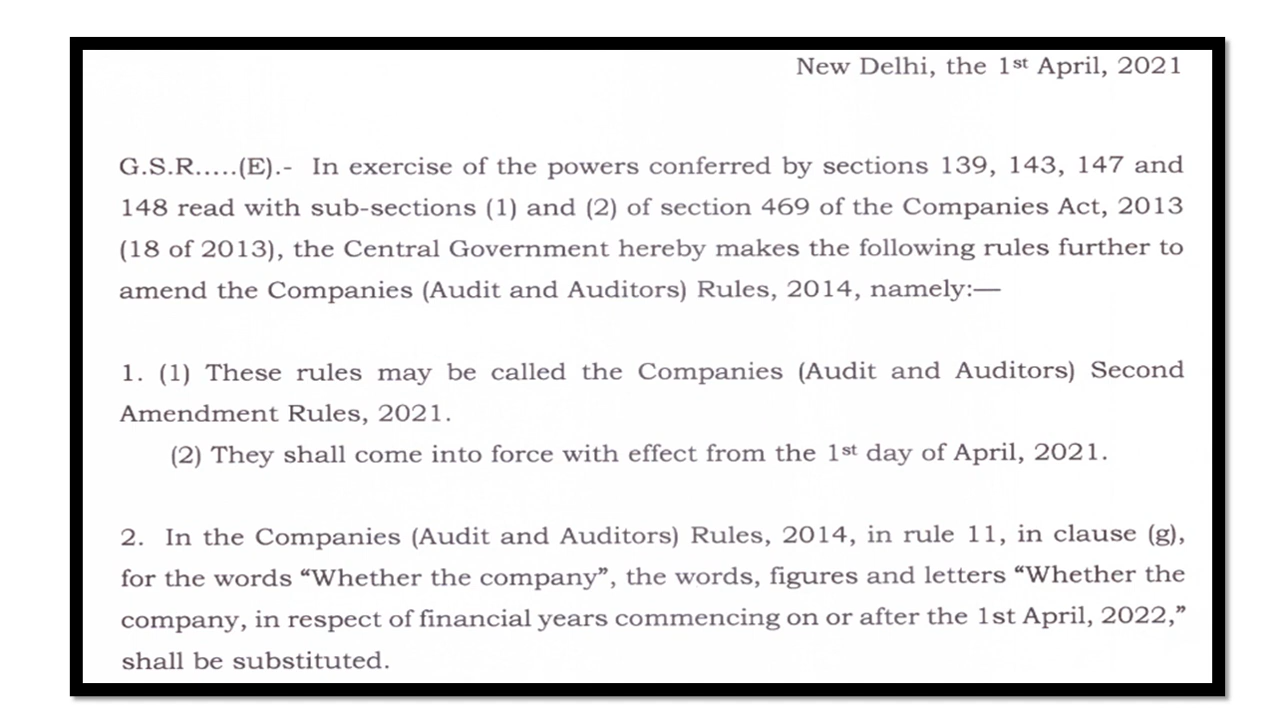 New Delhi, the 1st April, 2021
G.S.R.....(E).- In exercise of the powers conferred by sections 139, 143, 147 and
148 read with sub-sections (1) and (2) of section 469 of the Companies Act, 2013
(18 of 2013), the Central Government hereby makes the following rules further to
amend the Companies (Audit and Auditors) Rules, 2014, namely:—
1. (1) These rules may be called the Companies (Audit and Auditors) Second
Amendment Rules, 2021.
(2) They shall come into force with effect from the 1st day of April, 2021.
2. In the Companies (Audit and Auditors) Rules, 2014, in rule 11, in clause (g),
for the words “Whether the company”, the words, figures and letters “Whether the
company, in respect of financial years commencing on or after the 1st April, 2022,”
shall be substituted.